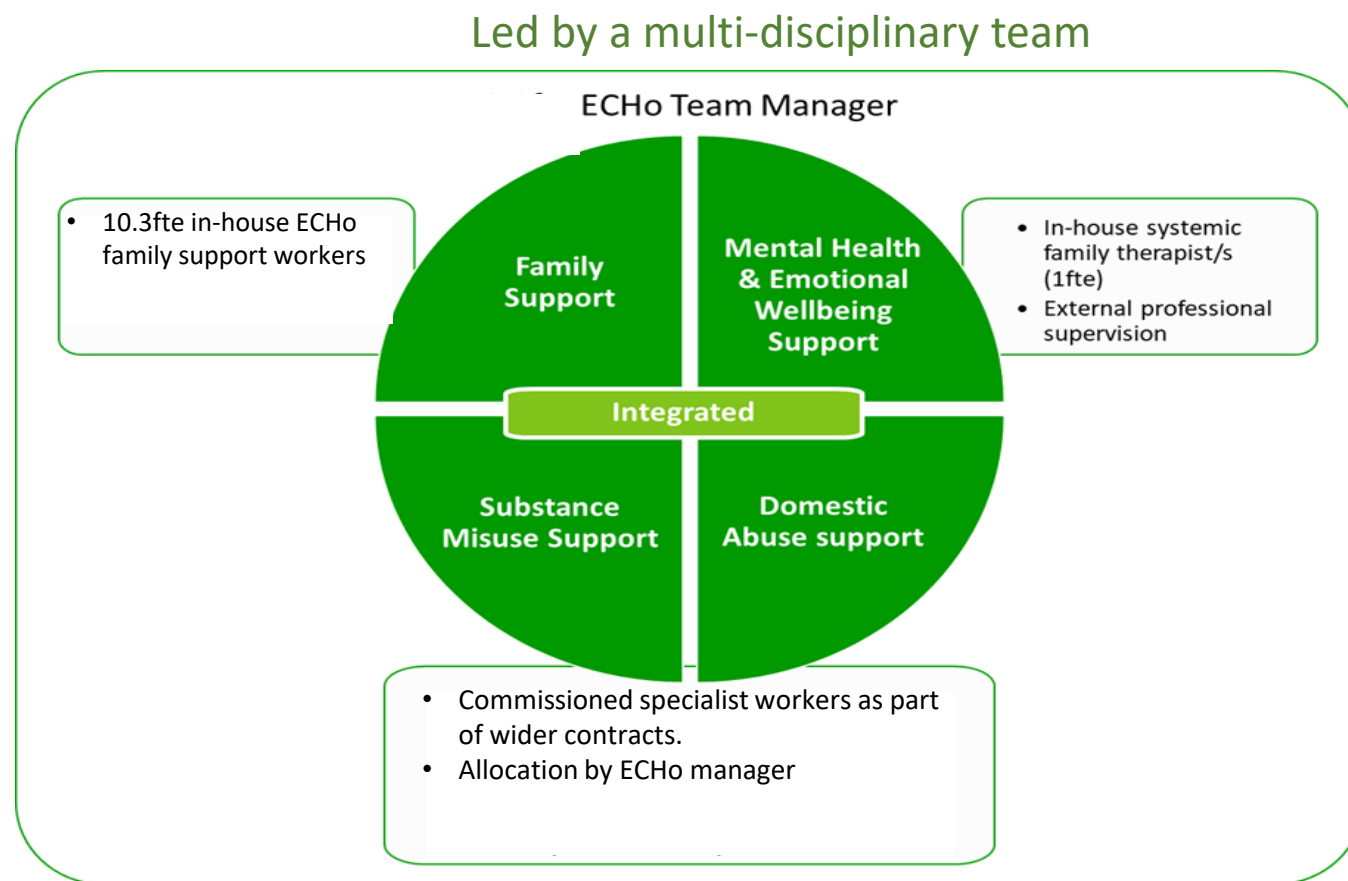 Led by a multi-disciplinary team
ECHo Team Manager
• 10.3fte in-house ECHo
family support workers
Family
Support
Mental Health
& Emotional
Wellbeing
Support
• In-house systemic
family therapist/s
(1fte)
• External professional
supervision
Integrated
Substance
Misuse Support
Domestic
Abuse support
• Commissioned specialist workers as part
of wider contracts.
• Allocation by ECHo manager